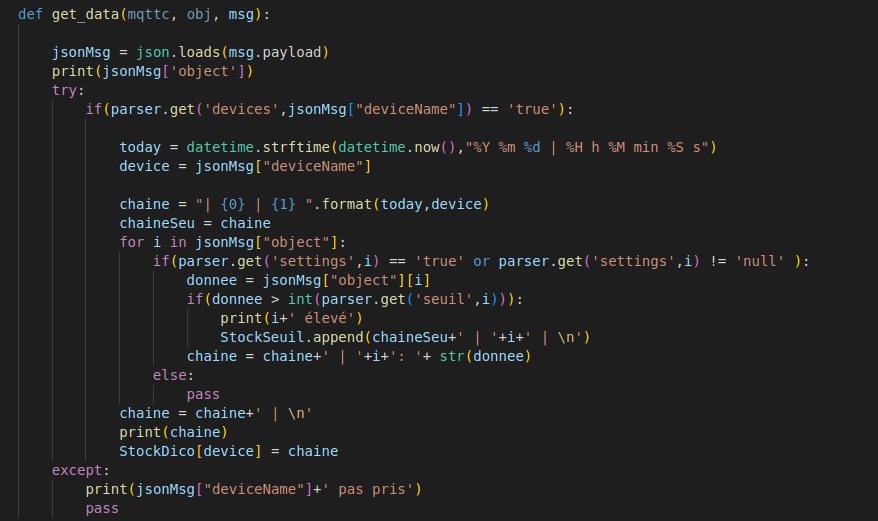 def get_data(mqttc, obj, msg):
jsonMsg = json.loads(msg.payload)
print(jsonMsg['object'])
try:
if(parser.get('devices',jsonMsg["deviceName"]) == 'true'):
today = datetime.strftime(datetime.now(),"%Y %m %d | %H h %M min %S s")
device = jsonMsg["deviceName"]
chaine = "| {0} | {1} ".format(today,device)
chaineSeu = chaine
for i in jsonMsg["object"]:
if(parser.get('settings',i) == 'true' or parser.get('settings',i) != 'null' ):
donnee = jsonMsg["object"][i]
if(donnee > int(parser.get('seuil',i))):
print(i+' élevé')
StockSeuil.append(chaineSeu+' | '+i+' | \n')
chaine = chaine+' | '+i+': '+ str(donnee)
else:
pass
chaine = chaine+' | \n'
print(chaine)
StockDico[device] = chaine
except:
print(jsonMsg["deviceName"]+' pas pris')
pass